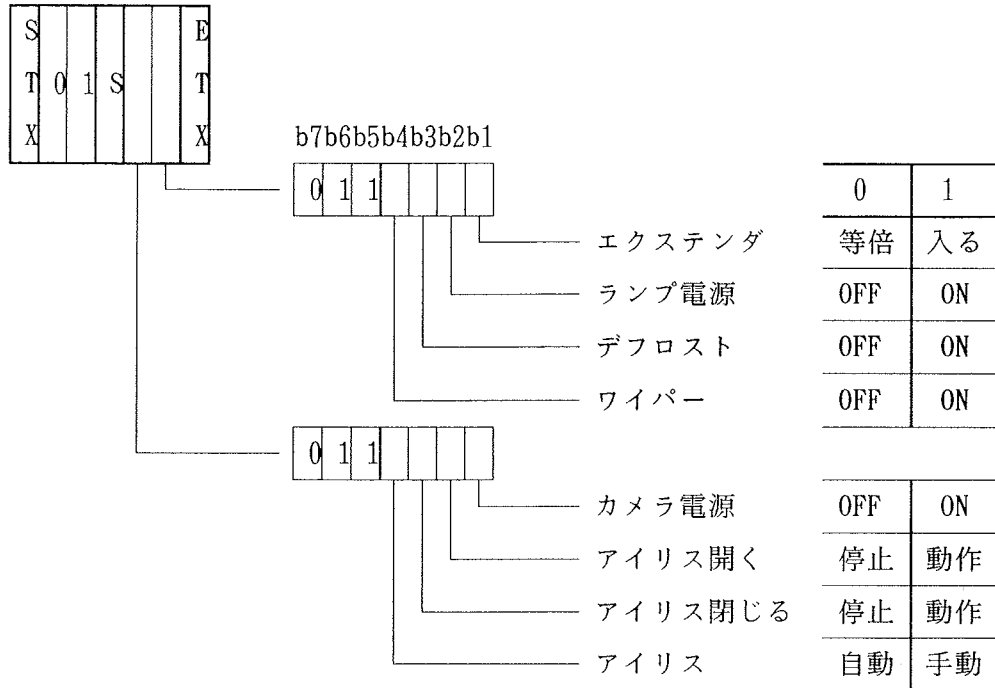 S E
T 0 1 S T
X X
b7b6b5b4b3b2b1
0 1 1
0 1
エクステンダ 等倍 入る
ランプ電源 OFF ON
デフロスト OFF ON
ワイパー OFF ON
0 1 1
カメラ電源 OFF ON
アイリス開く 停止 動作
アイリス閉じる 停止 動作
アイリス 自動 手動